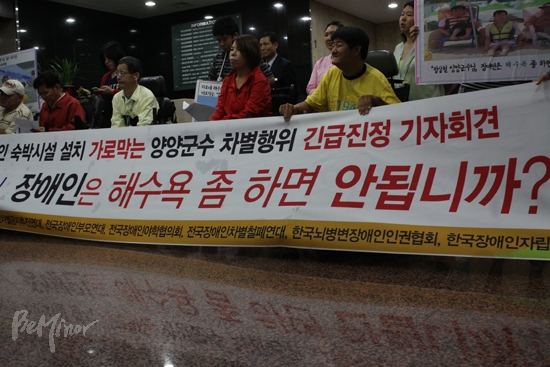 INFORMATION
인 숙박시설 설치 가로막는 양양군수 차별행위 긴급진정 기자회견
장애인은 해수욕 좀 하면 안됩니까?
전국장애인부모연대, 전국장애인야학협의회, 전국장애인차별철폐연대, 한국뇌병변장애인인권협회, 한국장애인자립
BeMinor